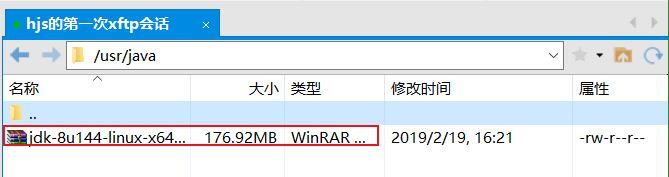 hjs的第一次xftp会话 ×
/usr/java
名称 大小 类型 修改时间 属性
..
jdk-8u144-linux-x64... 176.92MB WinRAR ... 2019/2/19, 16:21 -rw-r--r--